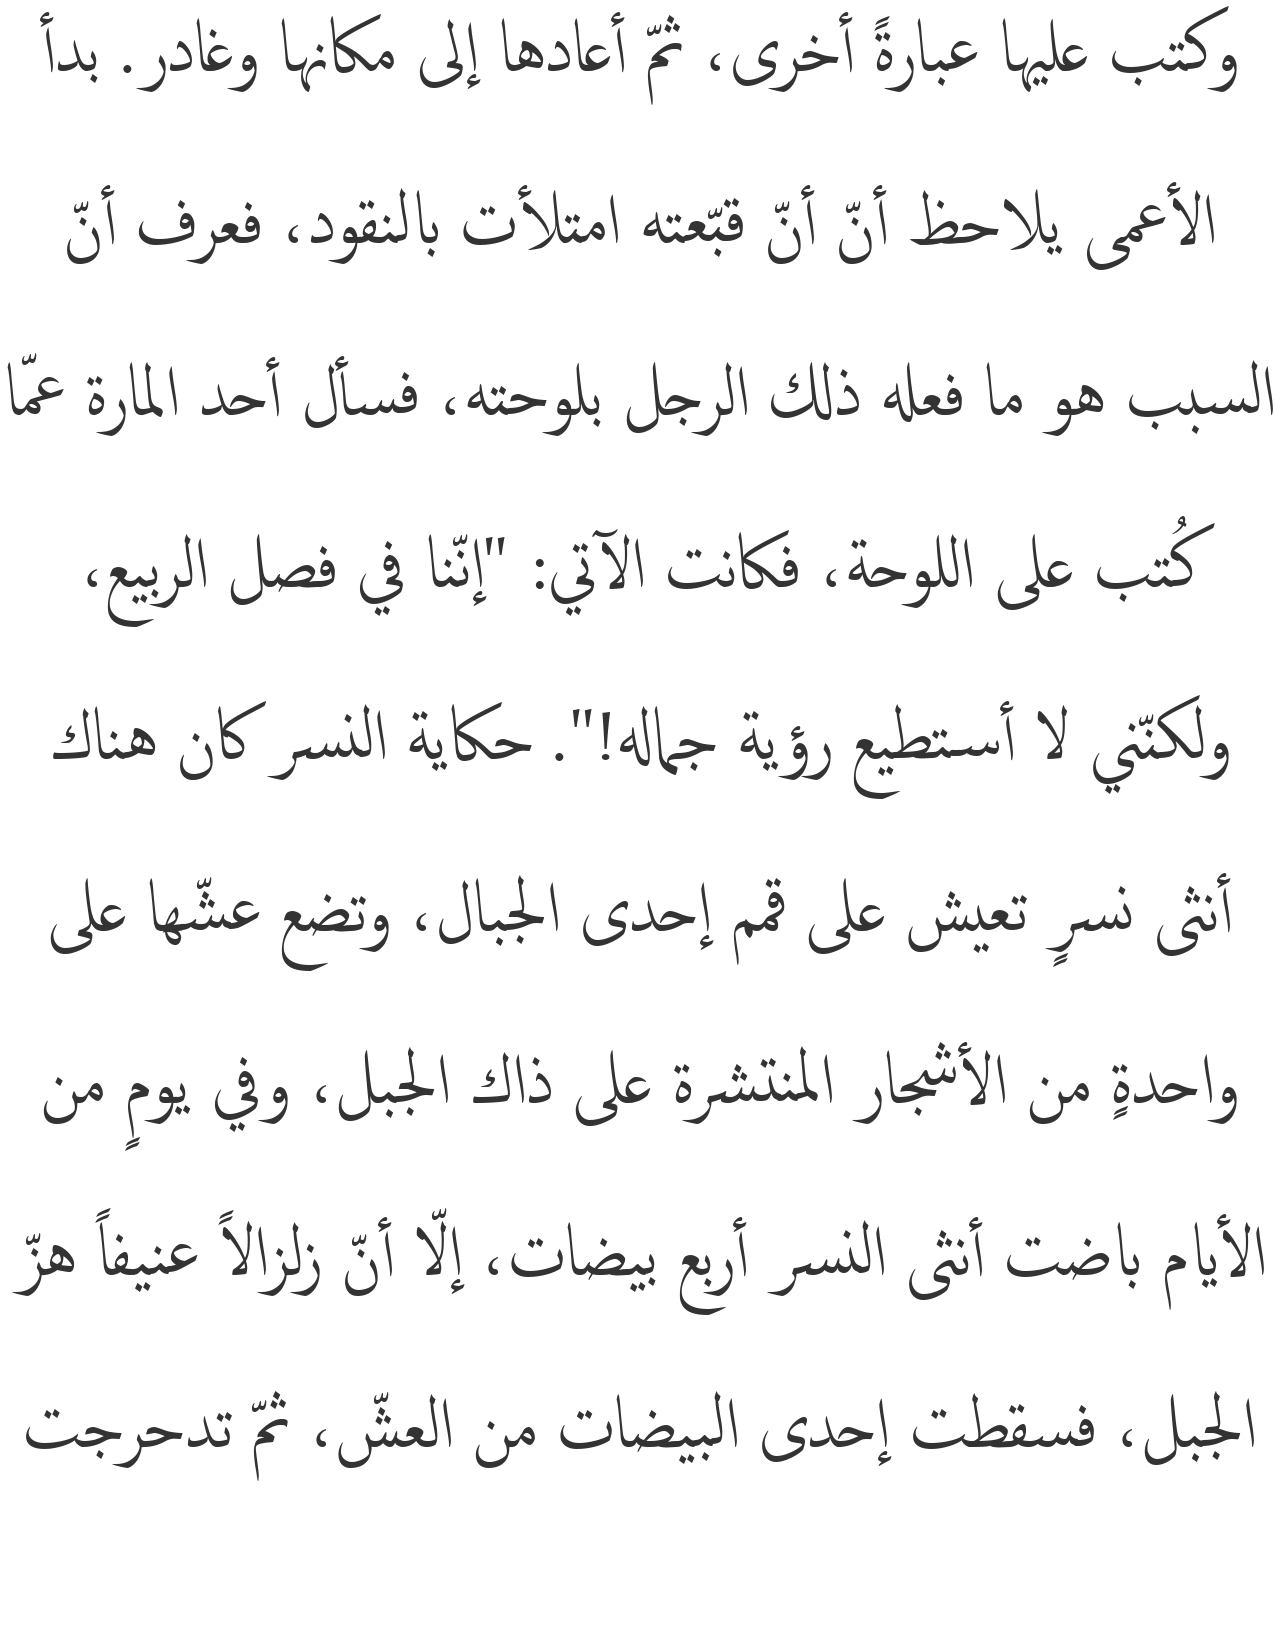 وكتب عليها عبارةً أخرى، ثمّ أعادها إلى مكانها وغادر. بدأ
الأعمى يلاحظ أنّ أنّ قبّعته امتلأت بالنقود، فعرف أنّ
السبب هو ما فعله ذلك الرجل بلوحته، فسأل أحد المارة عمّا
كُتب على اللوحة، فكانت الآتي: "إنّنا في فصل الربيع،
ولكنّني لا أستطيع رؤية جماله!". حكاية النسر كان هناك
أنثى نسرٍ تعيش على قمم إحدى الجبال، وتضع عشّها على
واحدةٍ من الأشجار المنتشرة على ذاك الجبل، وفي يومٍ من
الأيام باضت أنثى النسر أربع بيضات، إلّا أنّ زلزالاً عنيفاً هزّ
الجبل، فسقطت إحدى البيضات من العشّ، ثمّ تدحرجت